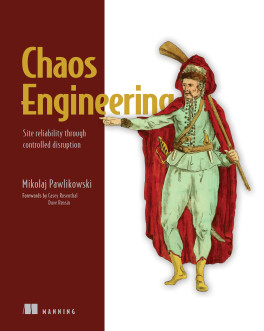 Chaos
Engineering
Site reliability through
controlled disruption
Mikolaj Pawlikowski
Forewords by Casey Rosenthal
Dave Rensin
MANNING